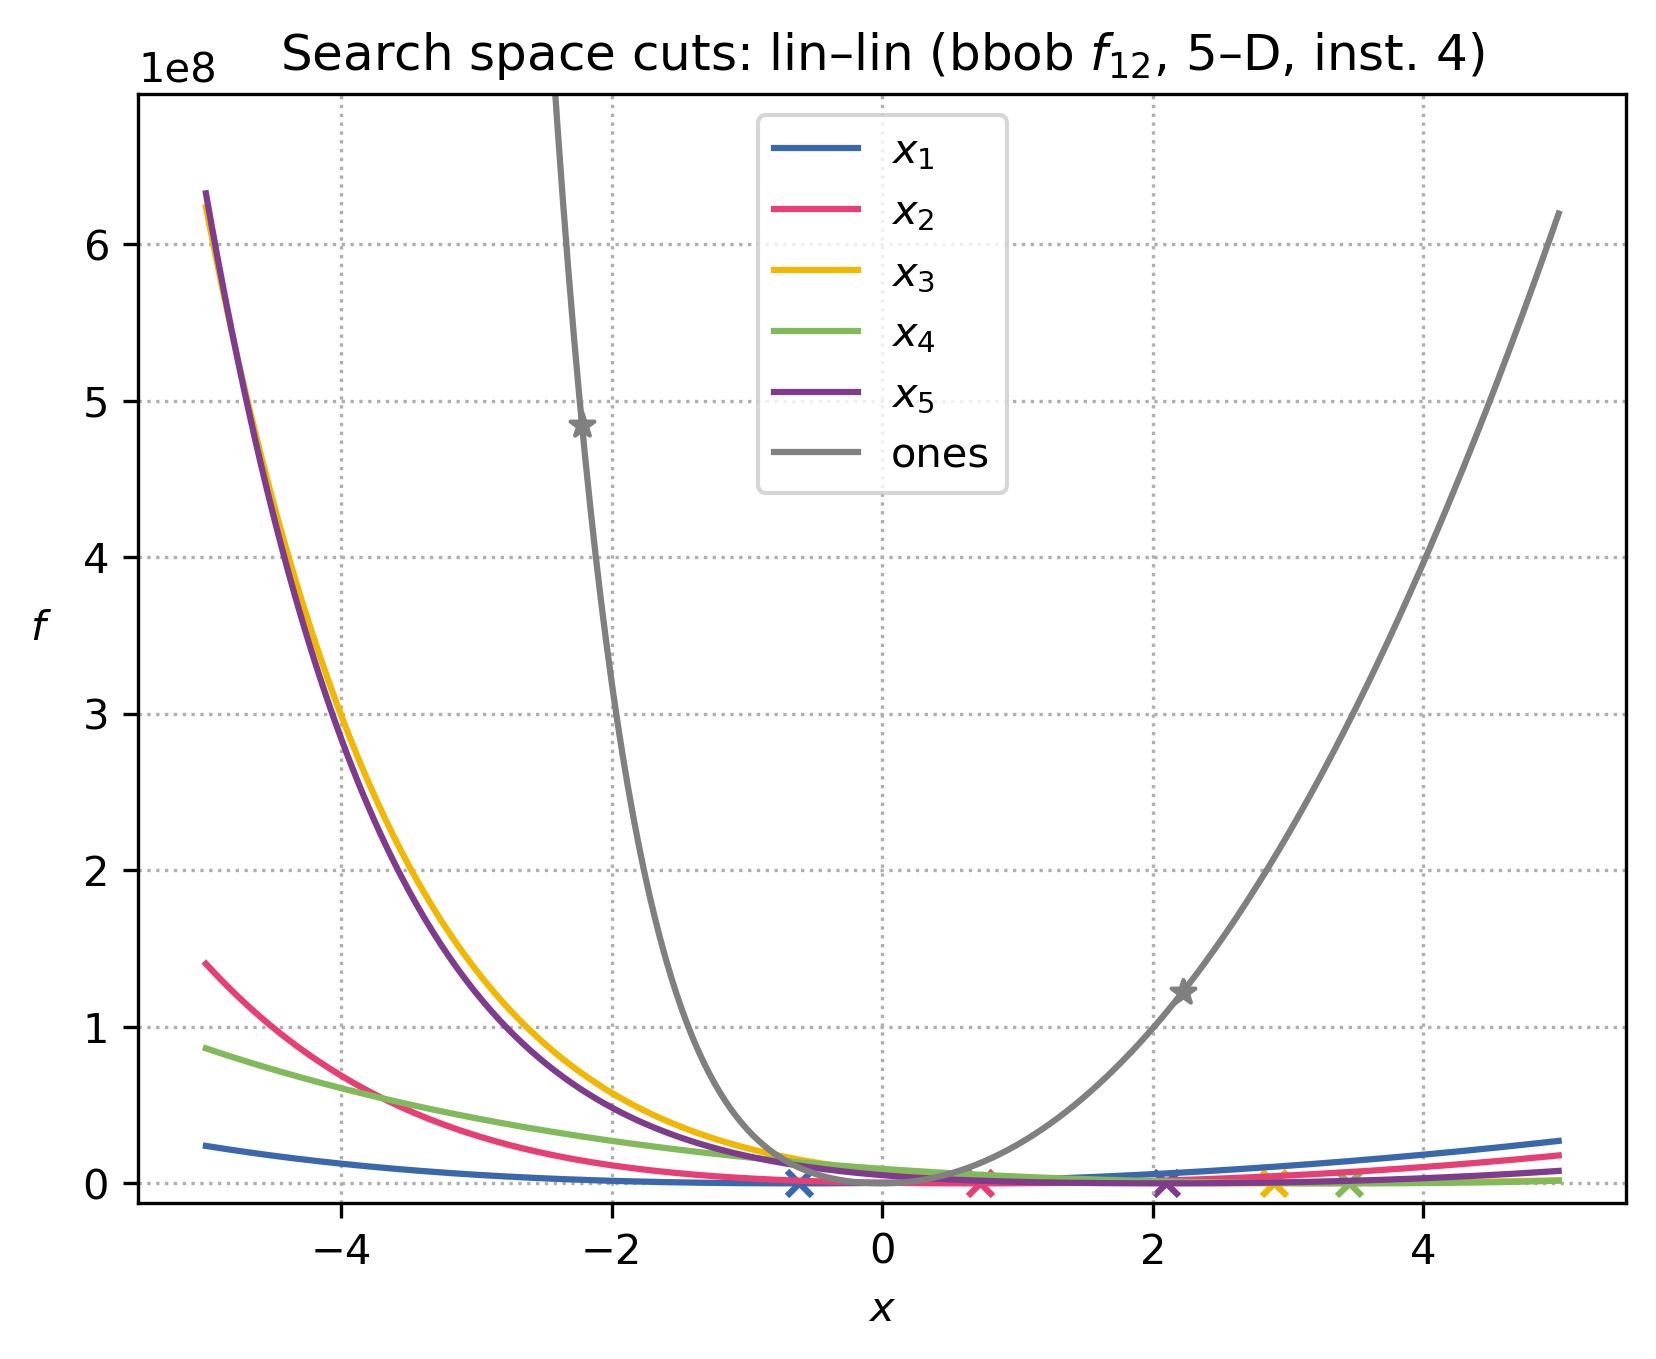 Search space cuts: lin–lin (bbob f₁₂, 5–D, inst. 4)
1e8
x₁
x₂
x₃
x₄
x₅
ones
6
5
4
3
2
1
0
f
−4 −2 0 2 4
x